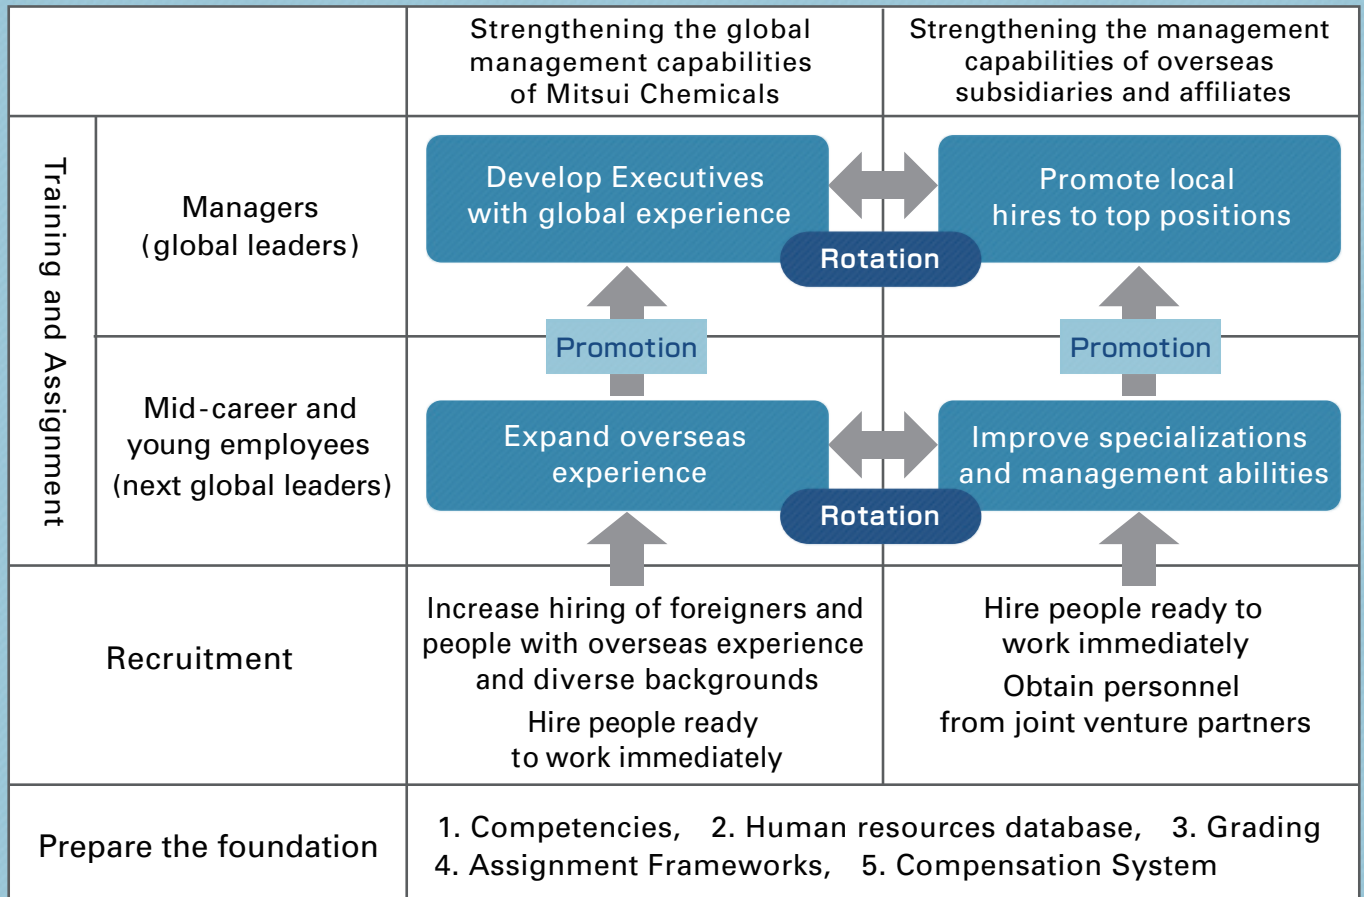 Strengthening the global
management capabilities
of Mitsui Chemicals
Strengthening the management
capabilities of overseas
subsidiaries and affiliates
Training and Assignment
Managers
(global leaders)
Develop Executives
with global experience
Promote local
hires to top positions
Rotation
Promotion
Promotion
Mid-career and
young employees
(next global leaders)
Expand overseas
experience
Improve specializations
and management abilities
Rotation
Recruitment
Increase hiring of foreigners and
people with overseas experience
and diverse backgrounds
Hire people ready
to work immediately
Hire people ready to
work immediately
Obtain personnel
from joint venture partners
Prepare the foundation
1. Competencies, 2. Human resources database, 3. Grading
4. Assignment Frameworks, 5. Compensation System